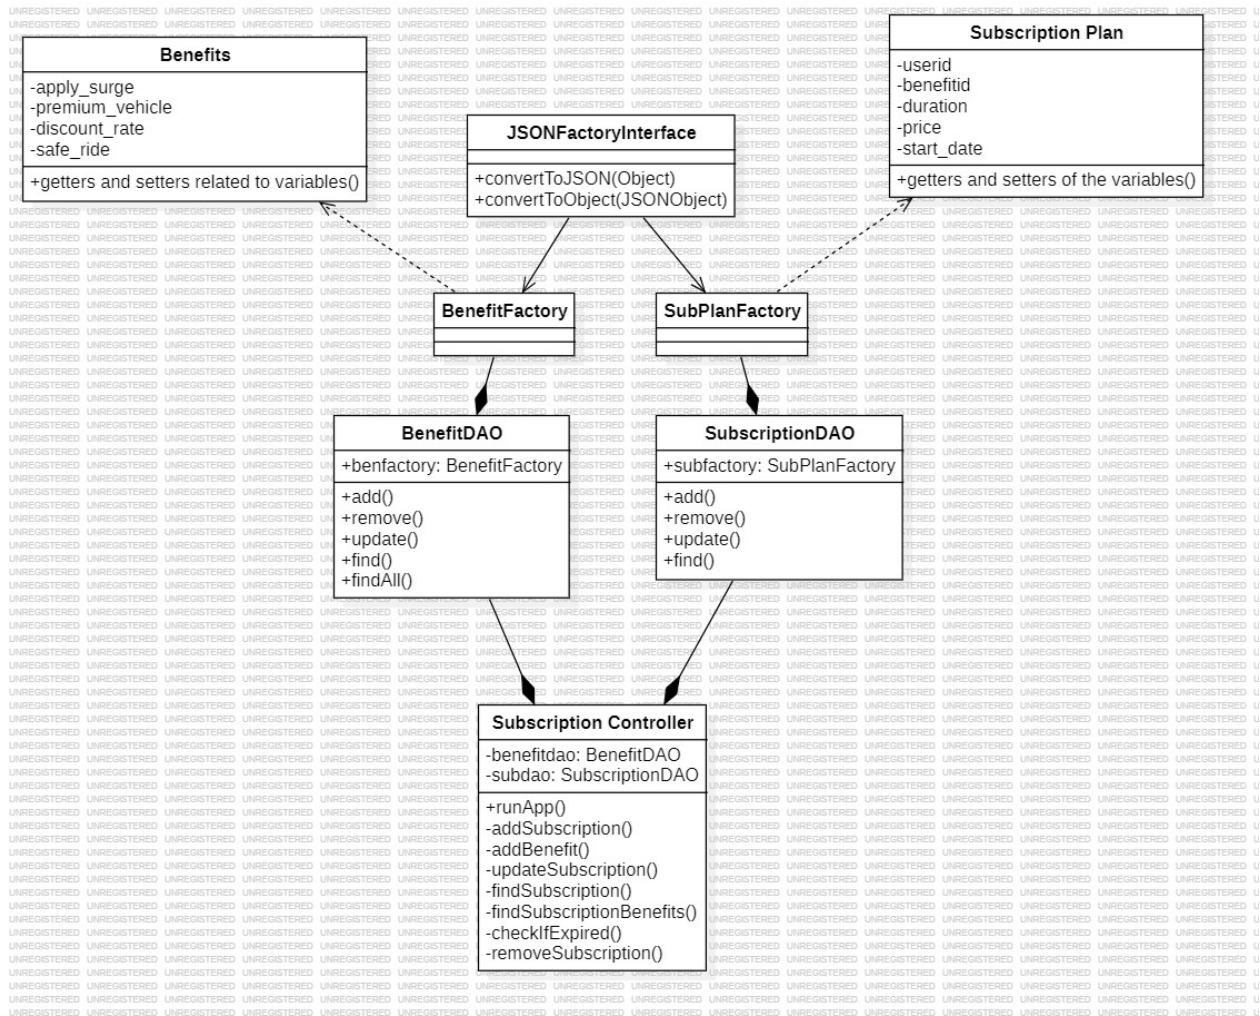 Benefits
-apply_surge
-premium_vehicle
-discount_rate
-safe_ride
+getters and setters related to variables()
Subscription Plan
-userid
-benefitid
-duration
-price
-start_date
+getters and setters of the variables()
JSONFactoryInterface
+convertToJSON(Object)
+convertToObject(JSONObject)
BenefitFactory
SubPlanFactory
BenefitDAO
+benfactory: BenefitFactory
+add()
+remove()
+update()
+find()
+findAll()
SubscriptionDAO
+subfactory: SubPlanFactory
+add()
+remove()
+update()
+find()
Subscription Controller
-benefitdao: BenefitDAO
-subdao: SubscriptionDAO
+runApp()
-addSubscription()
-addBenefit()
-updateSubscription()
-findSubscription()
-findSubscriptionBenefits()
-checkIfExpired()
-removeSubscription()
UNREGISTERED